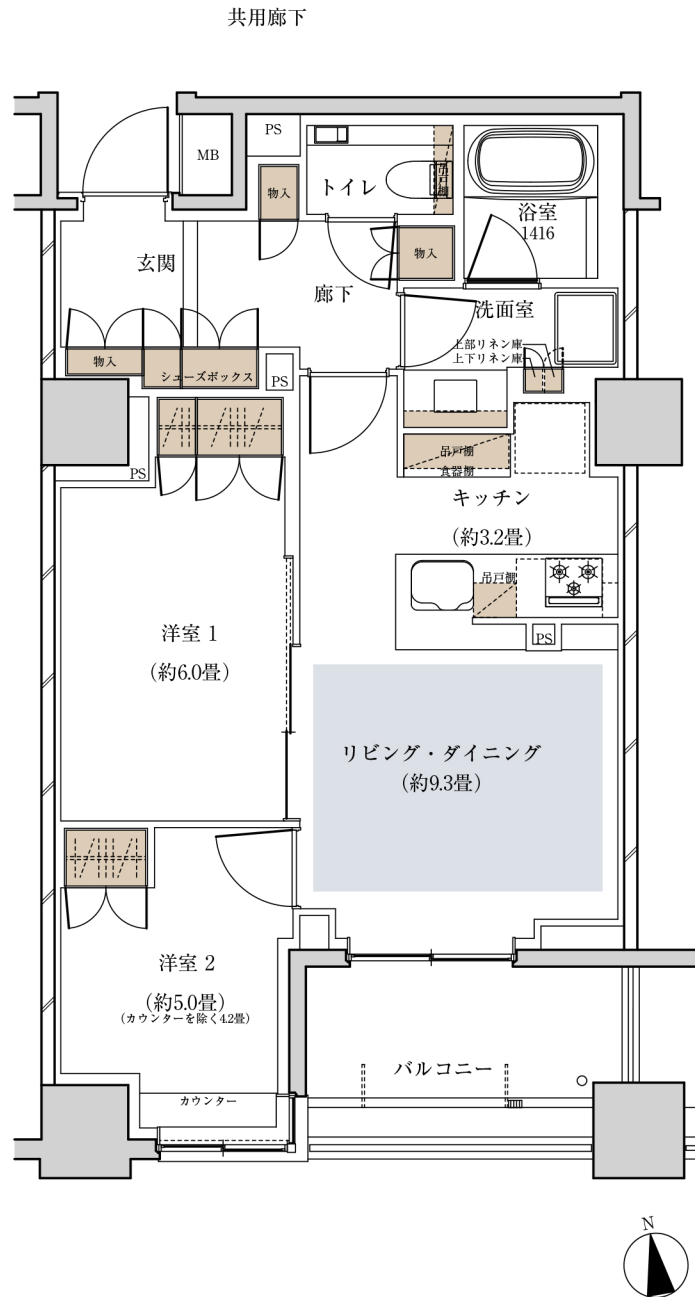 共用廊下
PS
MB
物入
トイレ
吊戸棚
浴室
1416
玄関
廊下
物入
洗面室
上部リネン庫
上下リネン庫
物入
シューズボックス
PS
PS
吊戸棚
食器棚
キッチン
（約3.2畳）
吊戸棚
PS
洋室 1
（約6.0畳）
リビング・ダイニング
（約9.3畳）
洋室 2
（約5.0畳）
（カウンターを除く4.2畳）
カウンター
バルコニー
N